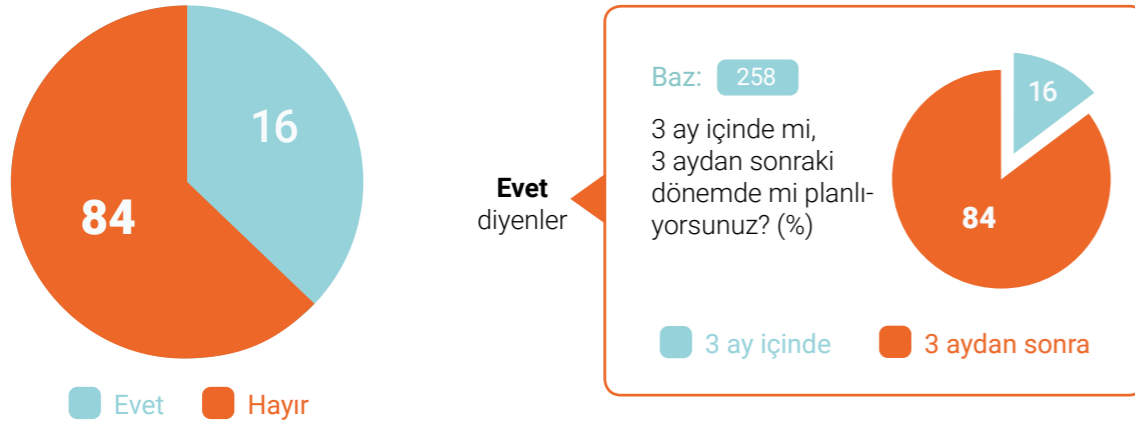 16
84
Evet
Hayır
Evet
diyenler
Baz: 258
3 ay içinde mi,
3 aydan sonraki
dönemde mi planlı-
yorsunuz? (%)
16
84
3 ay içinde
3 aydan sonra